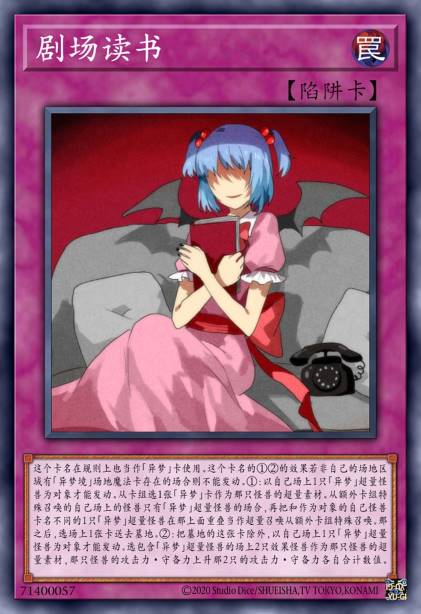 剧场读书
罠
【陷阱卡】
这个卡名在规则上也当作「异梦」卡使用。这个卡名的①②的效果若非自己的场地区
域有「异梦境」场地魔法卡存在的场合则不能发动。①：以自己场上1只「异梦」超量怪
兽为对象才能发动。从卡组选1张「异梦」卡作为那只怪兽的超量素材。从额外卡组特
殊召唤的自己场上的怪兽只有「异梦」超量怪兽的场合，再把和作为对象的自己怪兽
卡名不同的1只「异梦」超量怪兽在那上面重叠当作超量召唤从额外卡组特殊召唤，那
之后，选场上1张卡送去墓地。②：把墓地的这张卡除外，以自己场上1只「异梦」超量
怪兽为对象才能发动。选包含「异梦」超量怪兽的场上2只效果怪兽作为那只怪兽的超
量素材，那只怪兽的攻击力·守备力上升那2只的攻击力·守备力各自合计数值。
71400057
©2020 Studio Dice/SHUEISHA,TV TOKYO,KONAMI